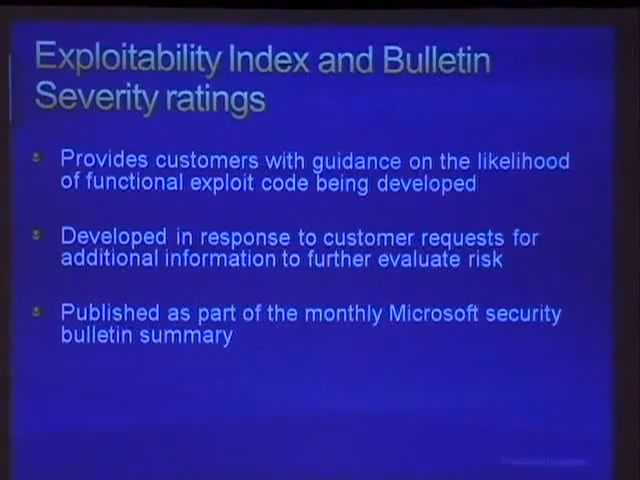 Exploitability Index and Bulletin
Severity ratings
Provides customers with guidance on the likelihood
of functional exploit code being developed
Developed in response to customer requests for
additional information to further evaluate risk
Published as part of the monthly Microsoft security
bulletin summary